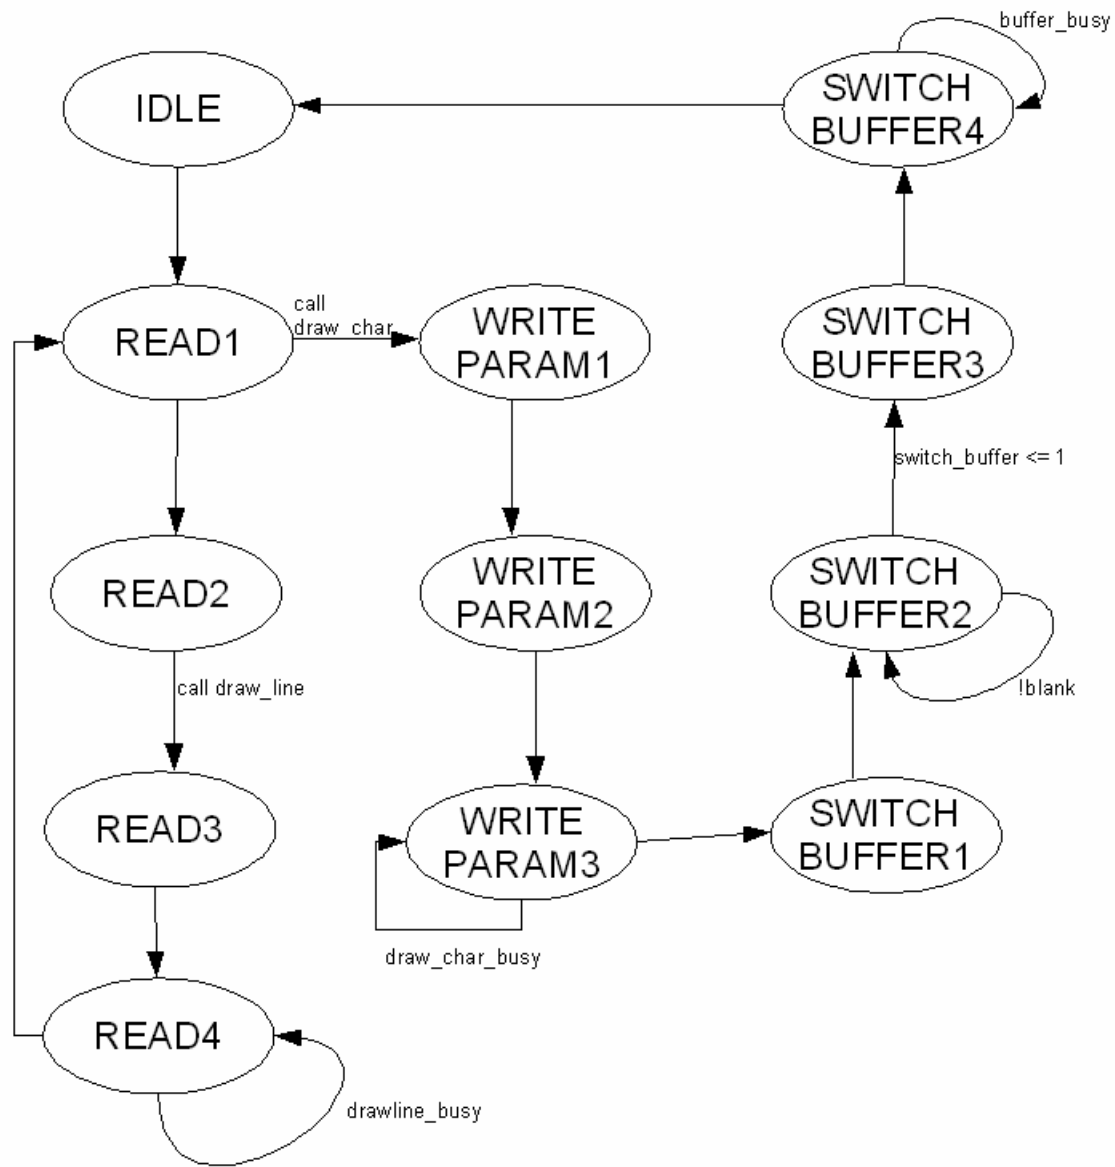 buffer_busy
IDLE
SWITCH
BUFFER4
READ1
call
draw_char
WRITE
PARAM1
SWITCH
BUFFER3
switch_buffer <= 1
READ2
WRITE
PARAM2
SWITCH
BUFFER2
call draw_line
!blank
READ3
WRITE
PARAM3
SWITCH
BUFFER1
draw_char_busy
READ4
drawline_busy